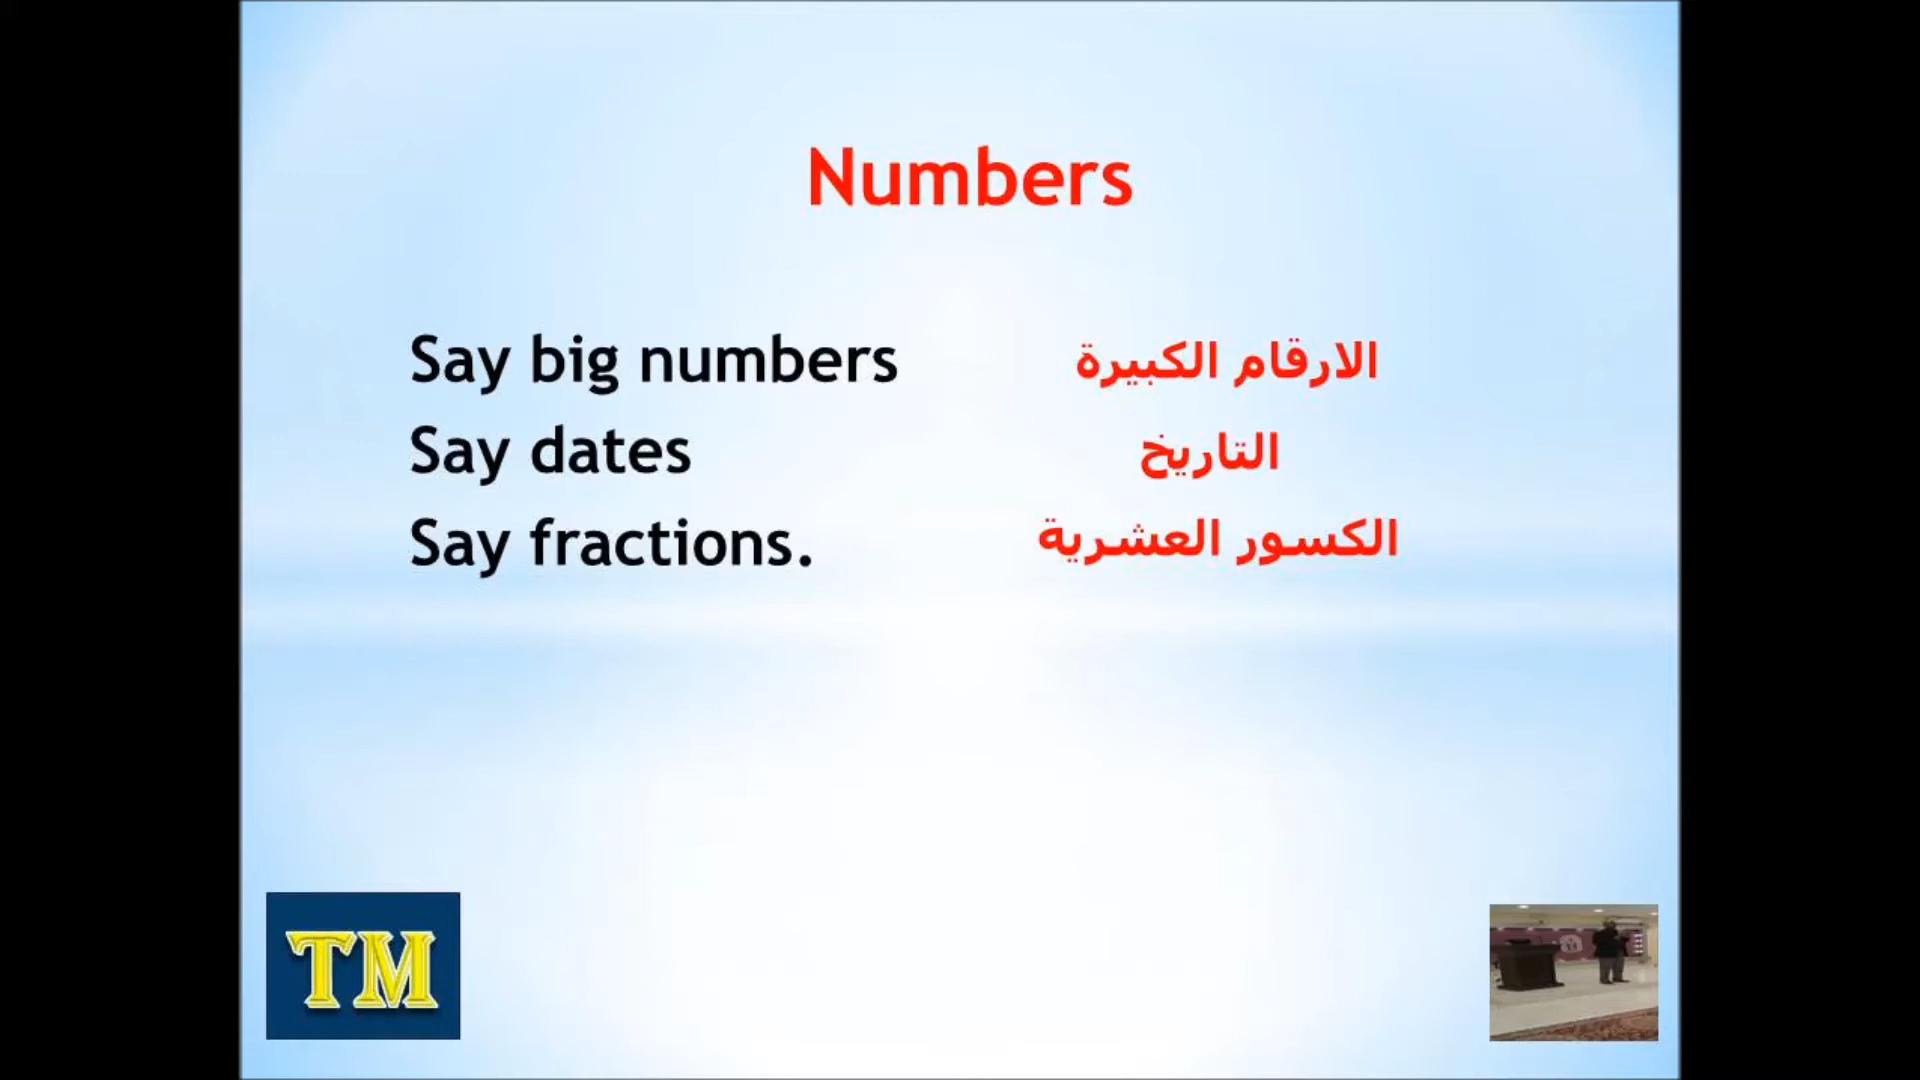 Numbers
Say big numbers الارقام الكبيرة
Say dates التاريخ
Say fractions. الكسور العشرية
TM